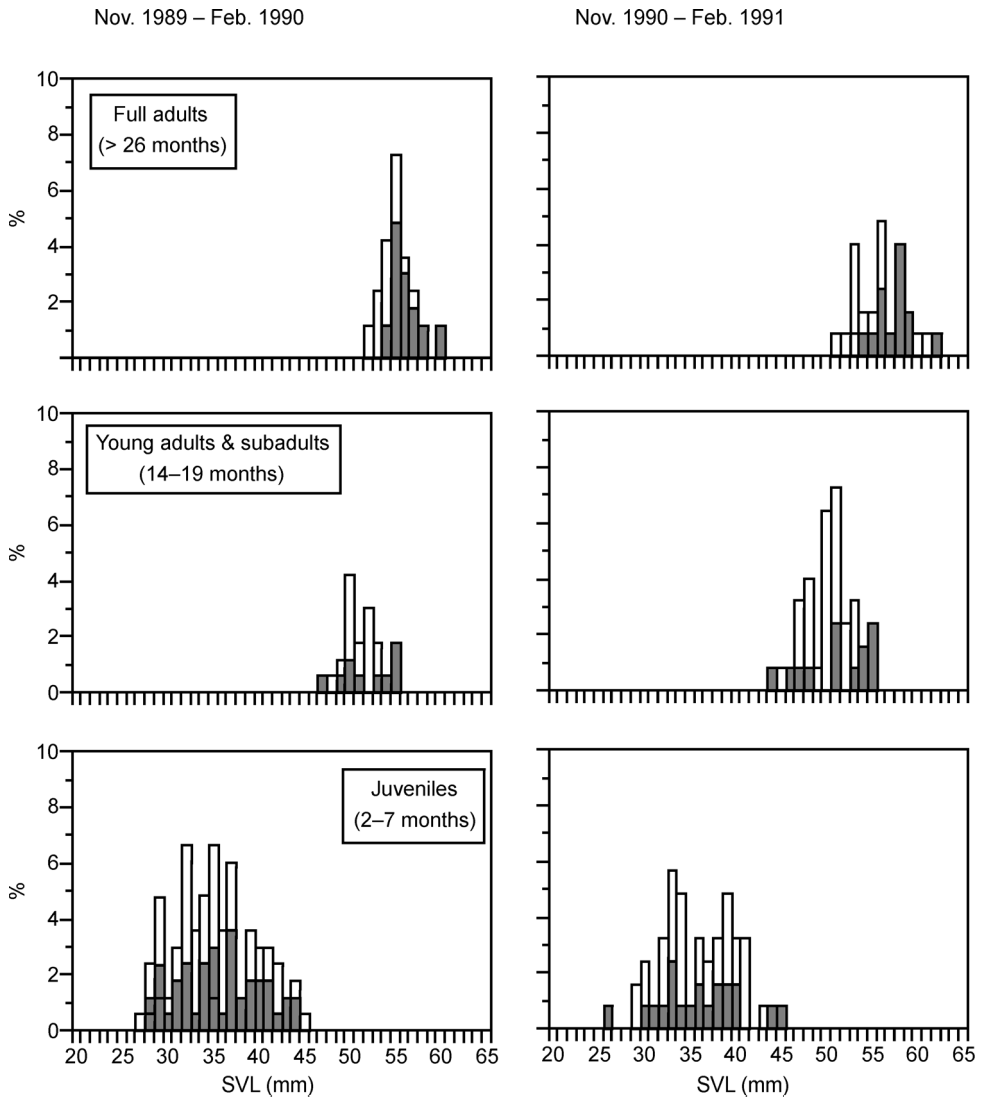 Nov. 1989 – Feb. 1990
Nov. 1990 – Feb. 1991
10
8
6
4
2
%
Full adults
(> 26 months)
10
8
6
4
2
0
%
Young adults & subadults
(14–19 months)
10
8
6
4
2
0
%
Juveniles
(2–7 months)
20 25 30 35 40 45 50 55 60 65
SVL (mm)
20 25 30 35 40 45 50 55 60 65
SVL (mm)